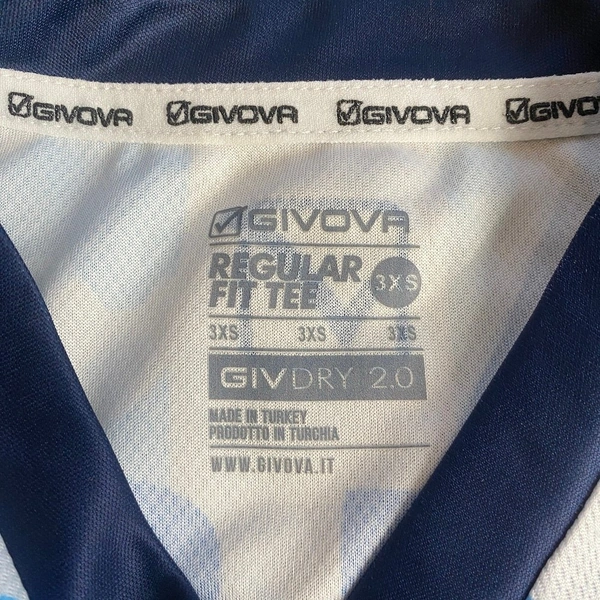 GIVOVA GIVOVA GIVOVA GIVO
GIVOVA
REGULAR
FIT TEE
3XS
3XS 3XS 3XS
GIVDRY 2.0
MADE IN TURKEY
PRODOTTO IN TURCHIA
WWW.GIVOVA.IT